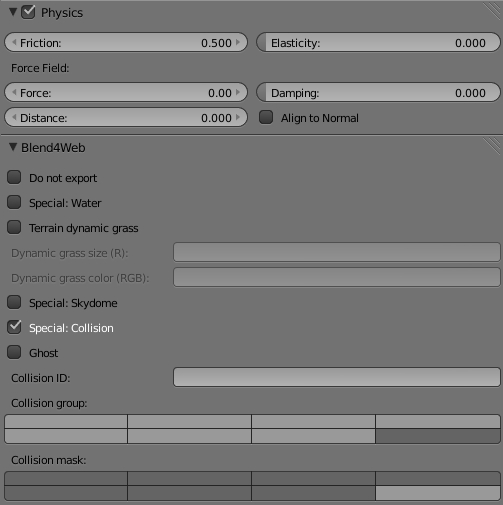 Physics
Friction: 0.500 Elasticity: 0.000
Force Field:
Force: 0.00 Damping: 0.000
Distance: 0.000 Align to Normal
Blend4Web
Do not export
Special: Water
Terrain dynamic grass
Dynamic grass size (R):
Dynamic grass color (RGB):
Special: Skydome
Special: Collision
Ghost
Collision ID:
Collision group:
Collision mask: